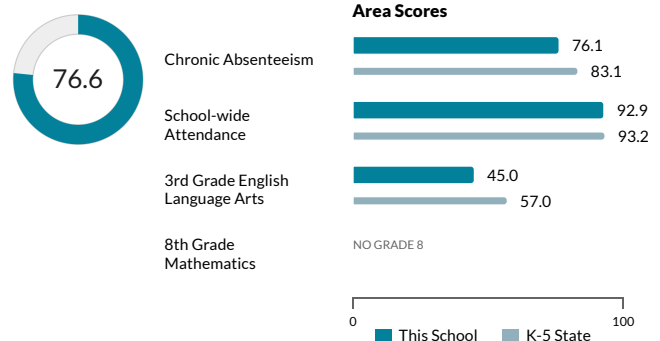 Area Scores
76.6
Chronic Absenteeism
76.1
83.1
School-wide
Attendance
92.9
93.2
3rd Grade English
Language Arts
45.0
57.0
8th Grade
Mathematics
NO GRADE 8
0
100
This School
K-5 State